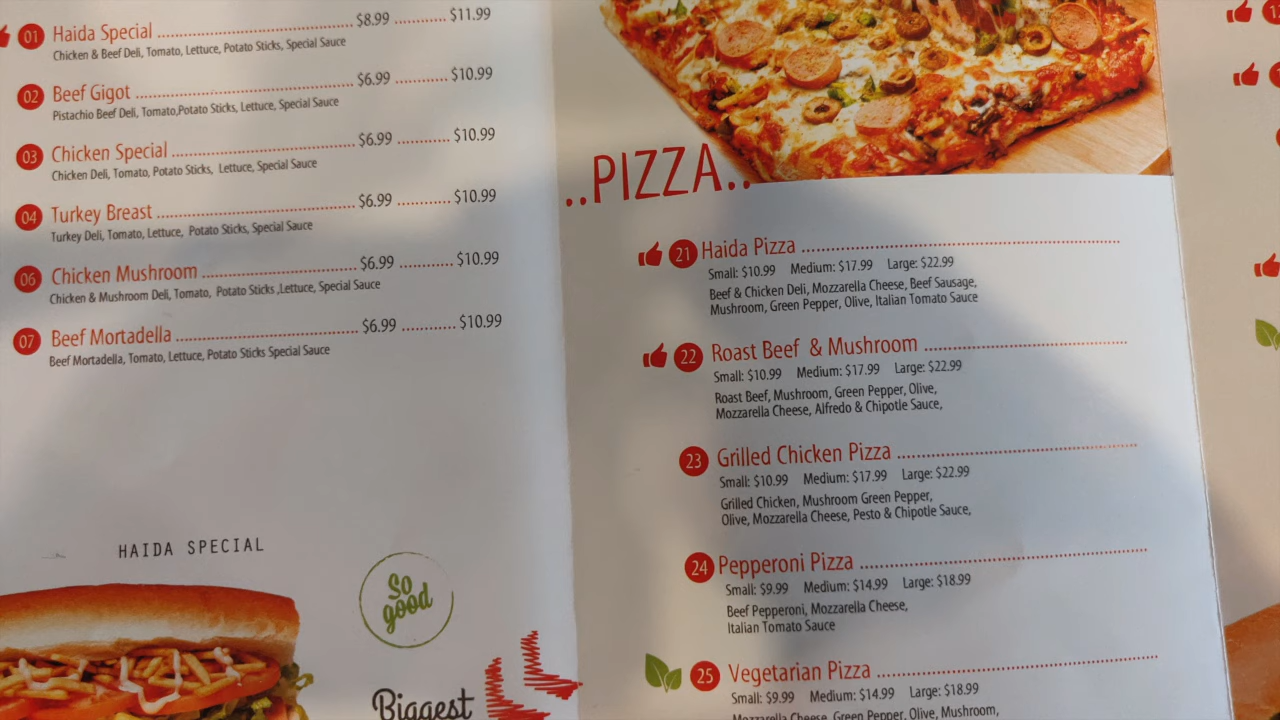 01 Haida Special $8.99 $11.99
Chicken & Beef Deli, Tomato, Lettuce, Potato Sticks, Special Sauce
02 Beef Gigot $6.99 $10.99
Pistachio Beef Deli, Tomato,Potato Sticks, Lettuce, Special Sauce
03 Chicken Special $6.99 $10.99
Chicken Deli, Tomato, Potato Sticks, Lettuce, Special Sauce
04 Turkey Breast $6.99 $10.99
Turkey Deli, Tomato, Lettuce, Potato Sticks, Special Sauce
06 Chicken Mushroom $6.99 $10.99
Chicken & Mushroom Deli, Tomato, Potato Sticks ,Lettuce, Special Sauce
07 Beef Mortadella $6.99 $10.99
Beef Mortadella, Tomato, Lettuce, Potato Sticks Special Sauce
HAIDA SPECIAL
So
good
Biggest
..PIZZA..
21 Haida Pizza
Small: $10.99 Medium: $17.99 Large: $22.99
Beef & Chicken Deli, Mozzarella Cheese, Beef Sausage,
Mushroom, Green Pepper, Olive, Italian Tomato Sauce
22 Roast Beef & Mushroom
Small: $10.99 Medium: $17.99 Large: $22.99
Roast Beef, Mushroom, Green Pepper, Olive,
Mozzarella Cheese, Alfredo & Chipotle Sauce,
23 Grilled Chicken Pizza
Small: $10.99 Medium: $17.99 Large: $22.99
Grilled Chicken, Mushroom Green Pepper,
Olive, Mozzarella Cheese, Pesto & Chipotle Sauce,
24 Pepperoni Pizza
Small: $9.99 Medium: $14.99 Large: $18.99
Beef Pepperoni, Mozzarella Cheese,
Italian Tomato Sauce
25 Vegetarian Pizza
Small: $9.99 Medium: $14.99 Large: $18.99
Mozzarella Cheese, Green Pepper, Olive, Mushroom,